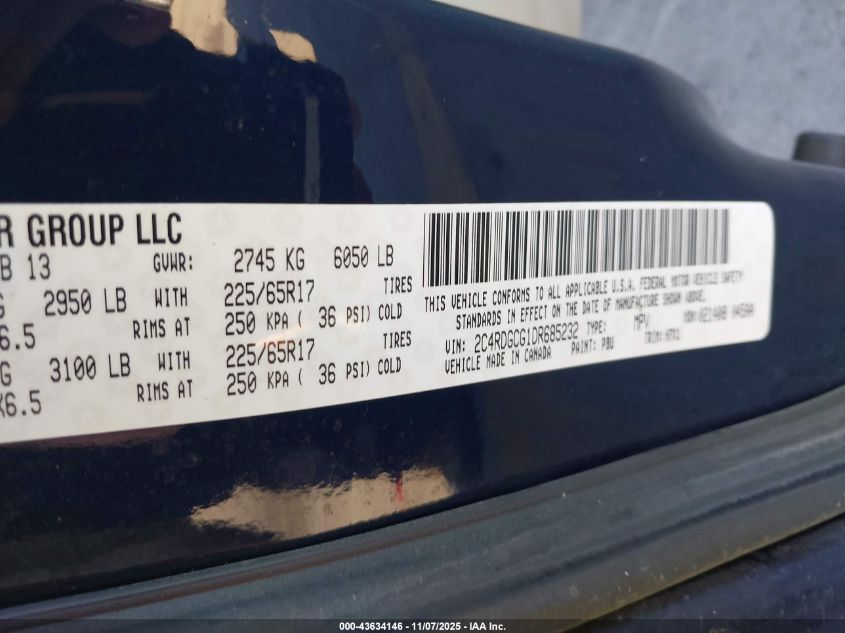 R GROUP LLC
B 13 GVWR: 2745 KG 6050 LB
G 2950 LB WITH 225/65R17 TIRES
6.5 RIMS AT 250 KPA ( 36 PSI) COLD
G 3100 LB WITH 225/65R17 TIRES
X6.5 RIMS AT 250 KPA ( 36 PSI) COLD
THIS VEHICLE CONFORMS TO ALL APPLICABLE U.S.A. FEDERAL MOTOR VEHICLE SAFETY
STANDARDS IN EFFECT ON THE DATE OF MANUFACTURE SHOWN ABOVE.
VIN: 2C4RDGCG1DR685232 TYPE: MPV MDH:
VEHICLE MADE IN CANADA PAINT: PBU TRIM:
000-43634146 - 11/07/2025 - IAA Inc.